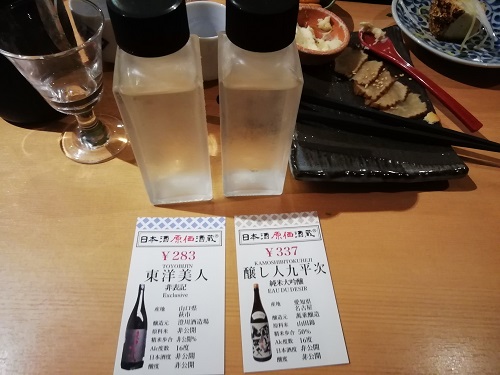 日本酒原価酒蔵®
¥283
TOYOBIJIN
東洋美人
非表記
Exclusive
産地 山口県
萩市
醸造元 澄川酒造場
原料米 非公開
精米歩合 非公開%
Alc度数 16度
日本酒度 非公開
酸度 非公開
日本酒原価酒蔵®
¥337
KAMOSHIBITOKUHEIJI
醸し人九平次
純米大吟醸
EAU DU DESIR
産地 愛知県
名古屋
醸造元 萬乗醸造
原料米 山田錦
精米歩合 50%
Alc度数 16度
日本酒度 非公開
酸度 非公開